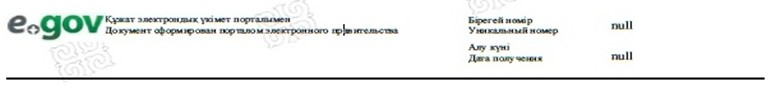 e.gov
Құжат электрондық үкімет порталымен
Документ сформирован порталом электронного правительства
Бірегей нөмір
Уникальный номер
null
Алу күні
Дата получения
null